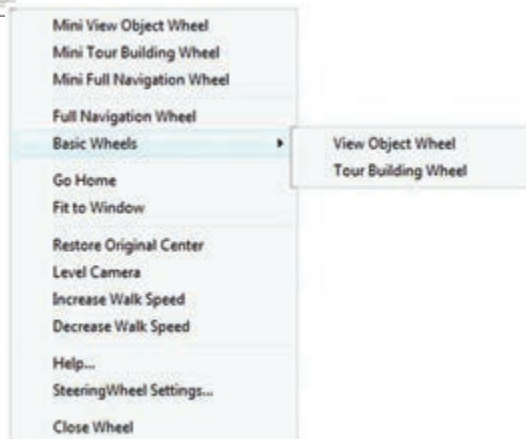 Mini View Object Wheel
Mini Tour Building Wheel
Mini Full Navigation Wheel
Full Navigation Wheel
Basic Wheels
View Object Wheel
Tour Building Wheel
Go Home
Fit to Window
Restore Original Center
Level Camera
Increase Walk Speed
Decrease Walk Speed
Help...
SteeringWheel Settings...
Close Wheel